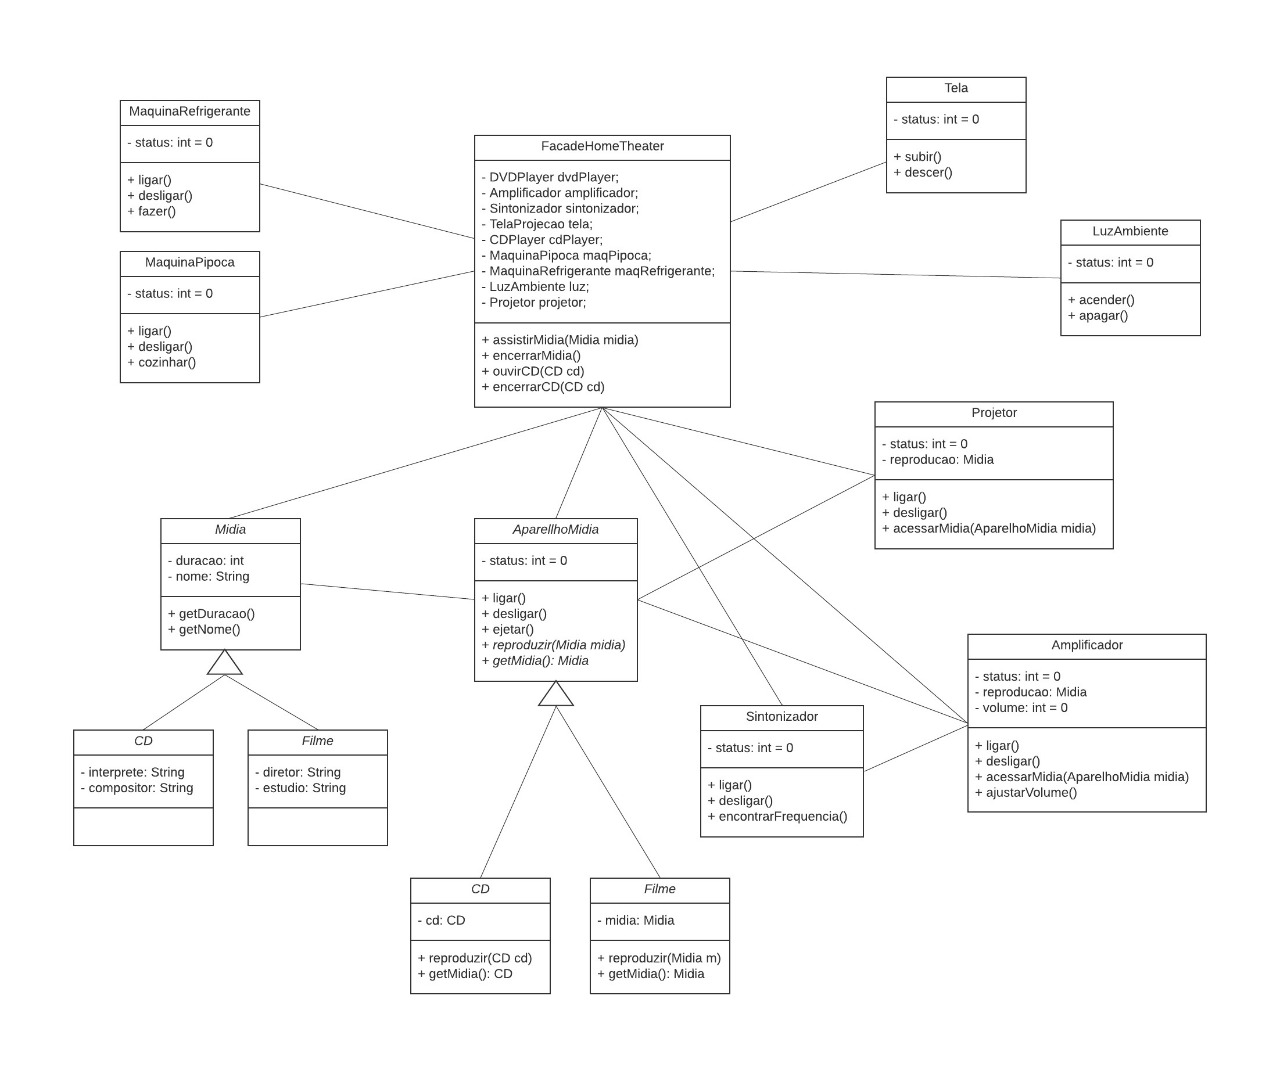 MaquinaRefrigerante
- status: int = 0
+ ligar()
+ desligar()
+ fazer()
MaquinaPipoca
- status: int = 0
+ ligar()
+ desligar()
+ cozinhar()
FacadeHomeTheater
- DVDPlayer dvdPlayer;
- Amplificador amplificador;
- Sintonizador sintonizador;
- TelaProjecao tela;
- CDPlayer cdPlayer;
- MaquinaPipoca maqPipoca;
- MaquinaRefrigerante maqRefrigerante;
- LuzAmbiente luz;
- Projetor projetor;
+ assistirMidia(Midia midia)
+ encerrarMidia()
+ ouvirCD(CD cd)
+ encerrarCD(CD cd)
Tela
- status: int = 0
+ subir()
+ descer()
LuzAmbiente
- status: int = 0
+ acender()
+ apagar()
Projetor
- status: int = 0
- reproducao: Midia
+ ligar()
+ desligar()
+ acessarMidia(AparelhoMidia midia)
Midia
- duracao: int
- nome: String
+ getDuracao()
+ getNome()
AparellhoMidia
- status: int = 0
+ ligar()
+ desligar()
+ ejetar()
+ reproduzir(Midia midia)
+ getMidia(): Midia
Amplificador
- status: int = 0
- reproducao: Midia
- volume: int = 0
+ ligar()
+ desligar()
+ acessarMidia(AparelhoMidia midia)
+ ajustarVolume()
Sintonizador
- status: int = 0
+ ligar()
+ desligar()
+ encontrarFrequencia()
CD
- interprete: String
- compositor: String
Filme
- diretor: String
- estudio: String
CD
- cd: CD
+ reproduzir(CD cd)
+ getMidia(): CD
Filme
- midia: Midia
+ reproduzir(Midia m)
+ getMidia(): Midia